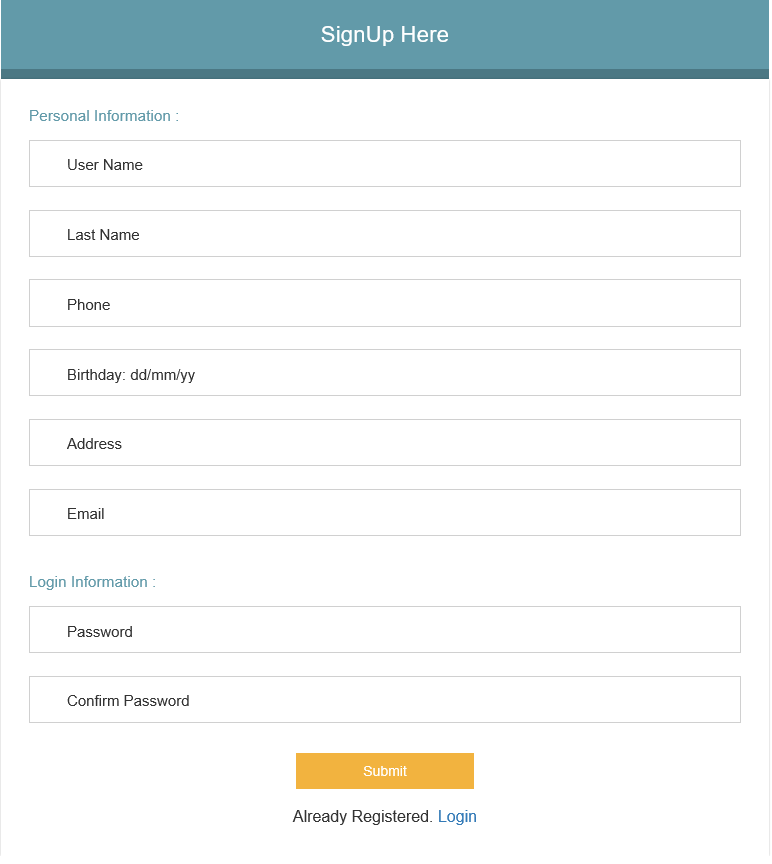 SignUp Here
Personal Information :
User Name
Last Name
Phone
Birthday: dd/mm/yy
Address
Email
Login Information :
Password
Confirm Password
Submit
Already Registered. Login